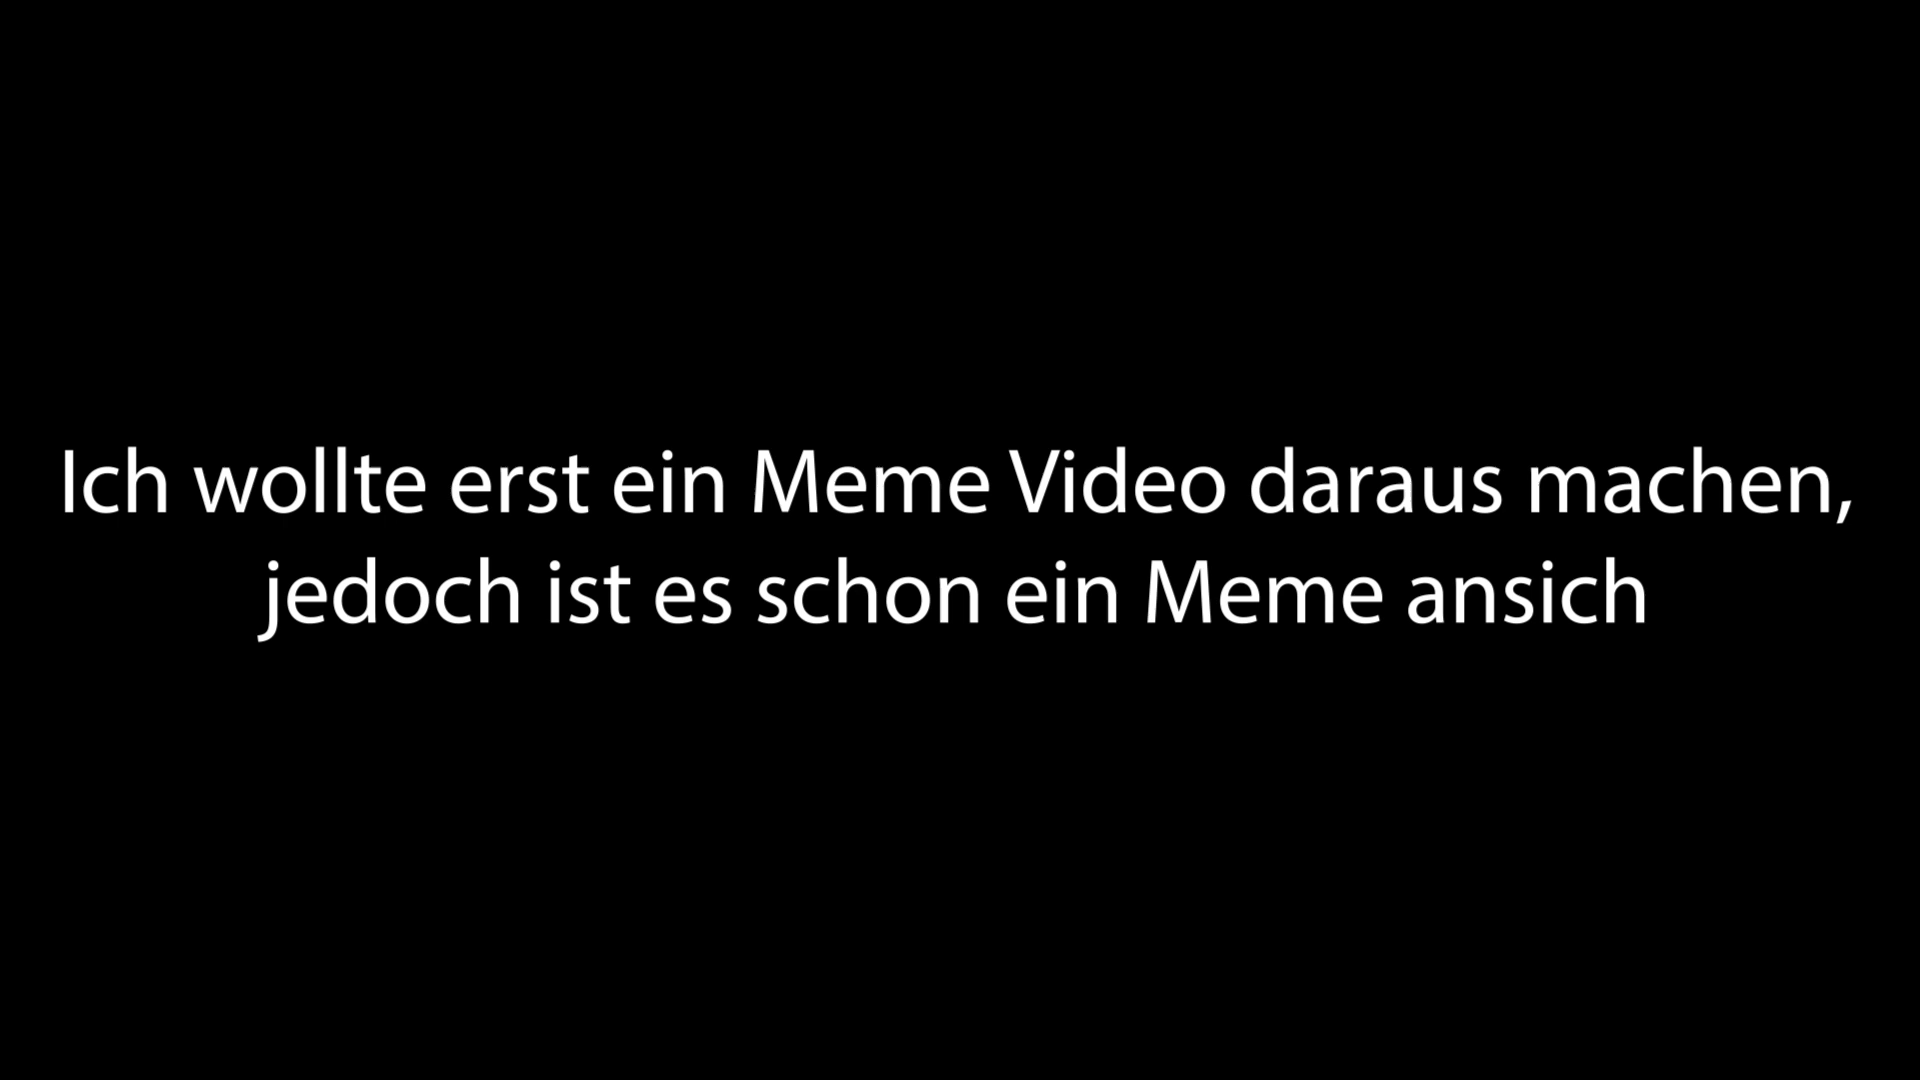 Ich wollte erst ein Meme Video daraus machen,
jedoch ist es schon ein Meme ansich